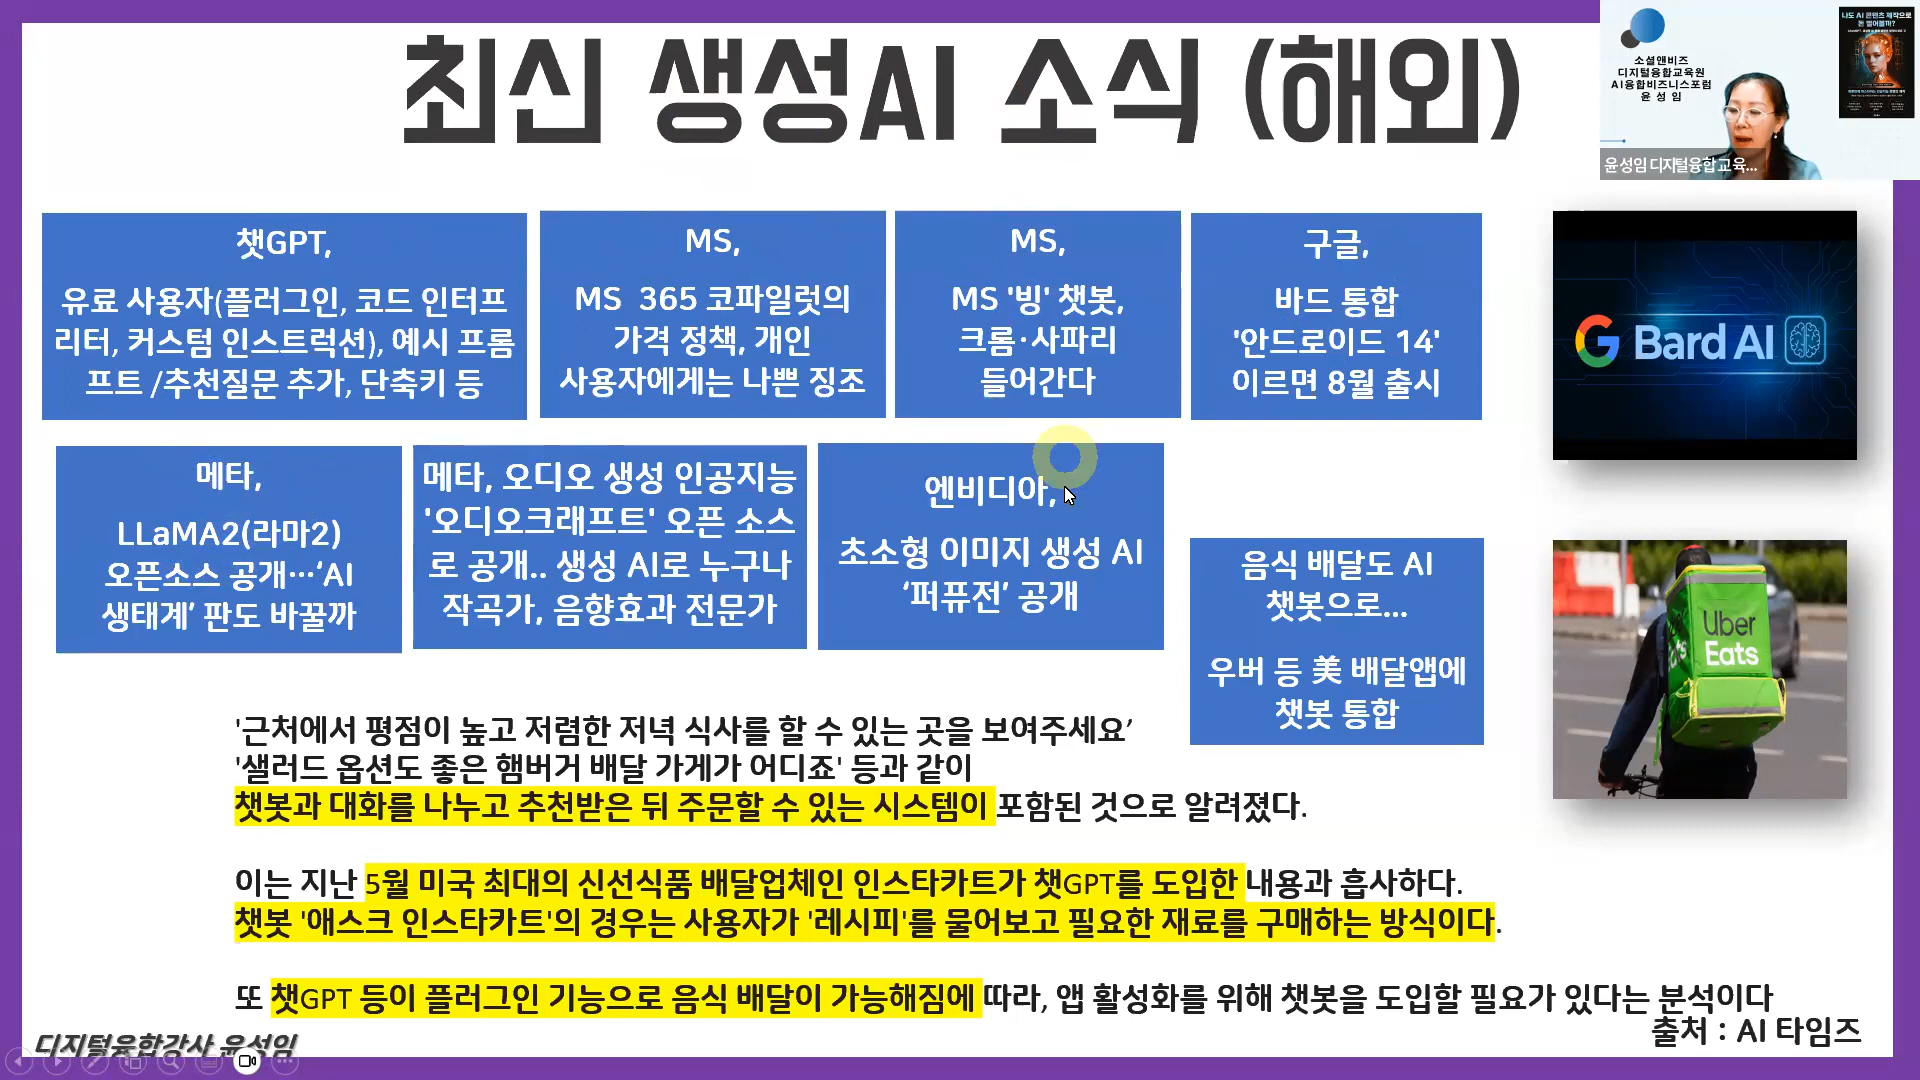 최신 생성AI 소식 (해외)
소셜앤비즈
디지털융합교육원
AI융합비즈니스포럼
윤 성 임
나도 AI 콘텐츠 제작으로
돈 벌어볼까?
윤성임 디지털융합교육...
챗GPT,
유료 사용자(플러그인, 코드 인터프
리터, 커스텀 인스트럭션), 예시 프롬
프트 /추천질문 추가, 단축키 등
MS,
MS 365 코파일럿의
가격 정책, 개인
사용자에게는 나쁜 징조
MS,
MS '빙' 챗봇,
크롬·사파리
들어간다
구글,
바드 통합
'안드로이드 14'
이르면 8월 출시
G Bard AI
메타,
LLaMA2(라마2)
오픈소스 공개…‘AI
생태계’ 판도 바꿀까
메타, 오디오 생성 인공지능
'오디오크래프트' 오픈 소스
로 공개.. 생성 AI로 누구나
작곡가, 음향효과 전문가
엔비디아,
초소형 이미지 생성 AI
‘퍼퓨전’ 공개
음식 배달도 AI
챗봇으로...
우버 등 美 배달앱에
챗봇 통합
Uber
Eats
'근처에서 평점이 높고 저렴한 저녁 식사를 할 수 있는 곳을 보여주세요’
'샐러드 옵션도 좋은 햄버거 배달 가게가 어디죠' 등과 같이
챗봇과 대화를 나누고 추천받은 뒤 주문할 수 있는 시스템이 포함된 것으로 알려졌다.
이는 지난 5월 미국 최대의 신선식품 배달업체인 인스타카트가 챗GPT를 도입한 내용과 흡사하다.
챗봇 '애스크 인스타카트'의 경우는 사용자가 '레시피'를 물어보고 필요한 재료를 구매하는 방식이다.
또 챗GPT 등이 플러그인 기능으로 음식 배달이 가능해짐에 따라, 앱 활성화를 위해 챗봇을 도입할 필요가 있다는 분석이다
출처 : AI 타임즈
디지털융합강사 윤성임